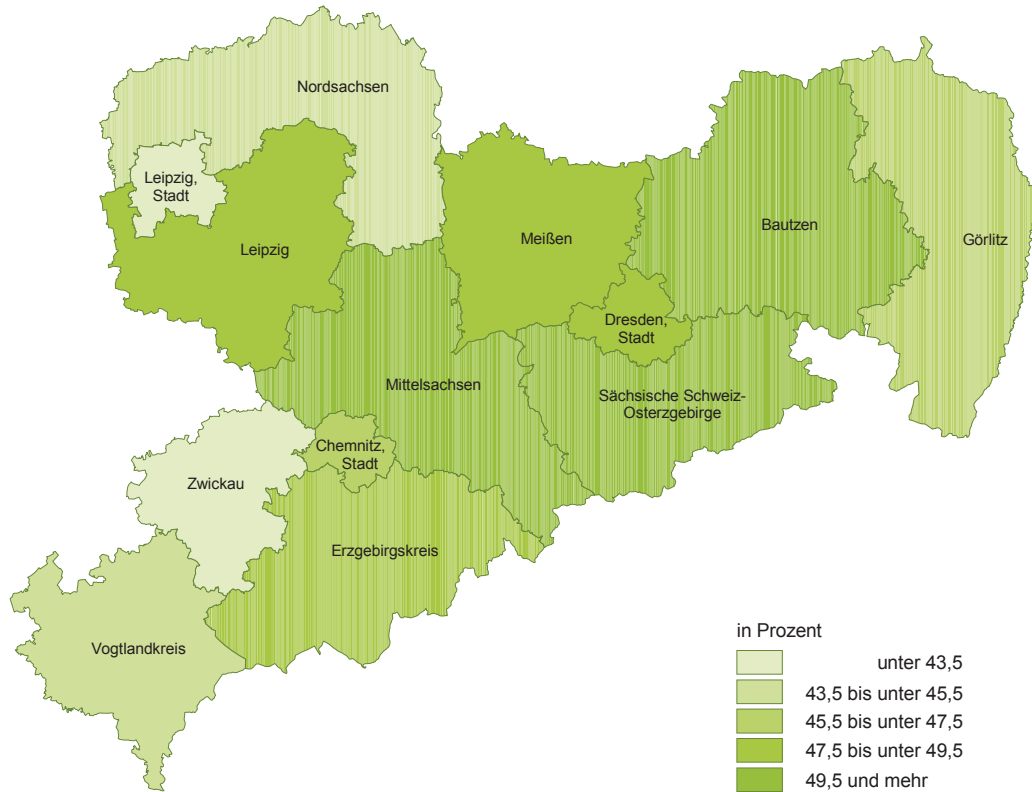 Nordsachsen
Leipzig,
Stadt
Leipzig
Meißen
Bautzen
Görlitz
Dresden,
Stadt
Mittelsachsen
Sächsische Schweiz-
Osterzgebirge
Chemnitz,
Stadt
Zwickau
Erzgebirgskreis
Vogtlandkreis
in Prozent
unter 43,5
43,5 bis unter 45,5
45,5 bis unter 47,5
47,5 bis unter 49,5
49,5 und mehr